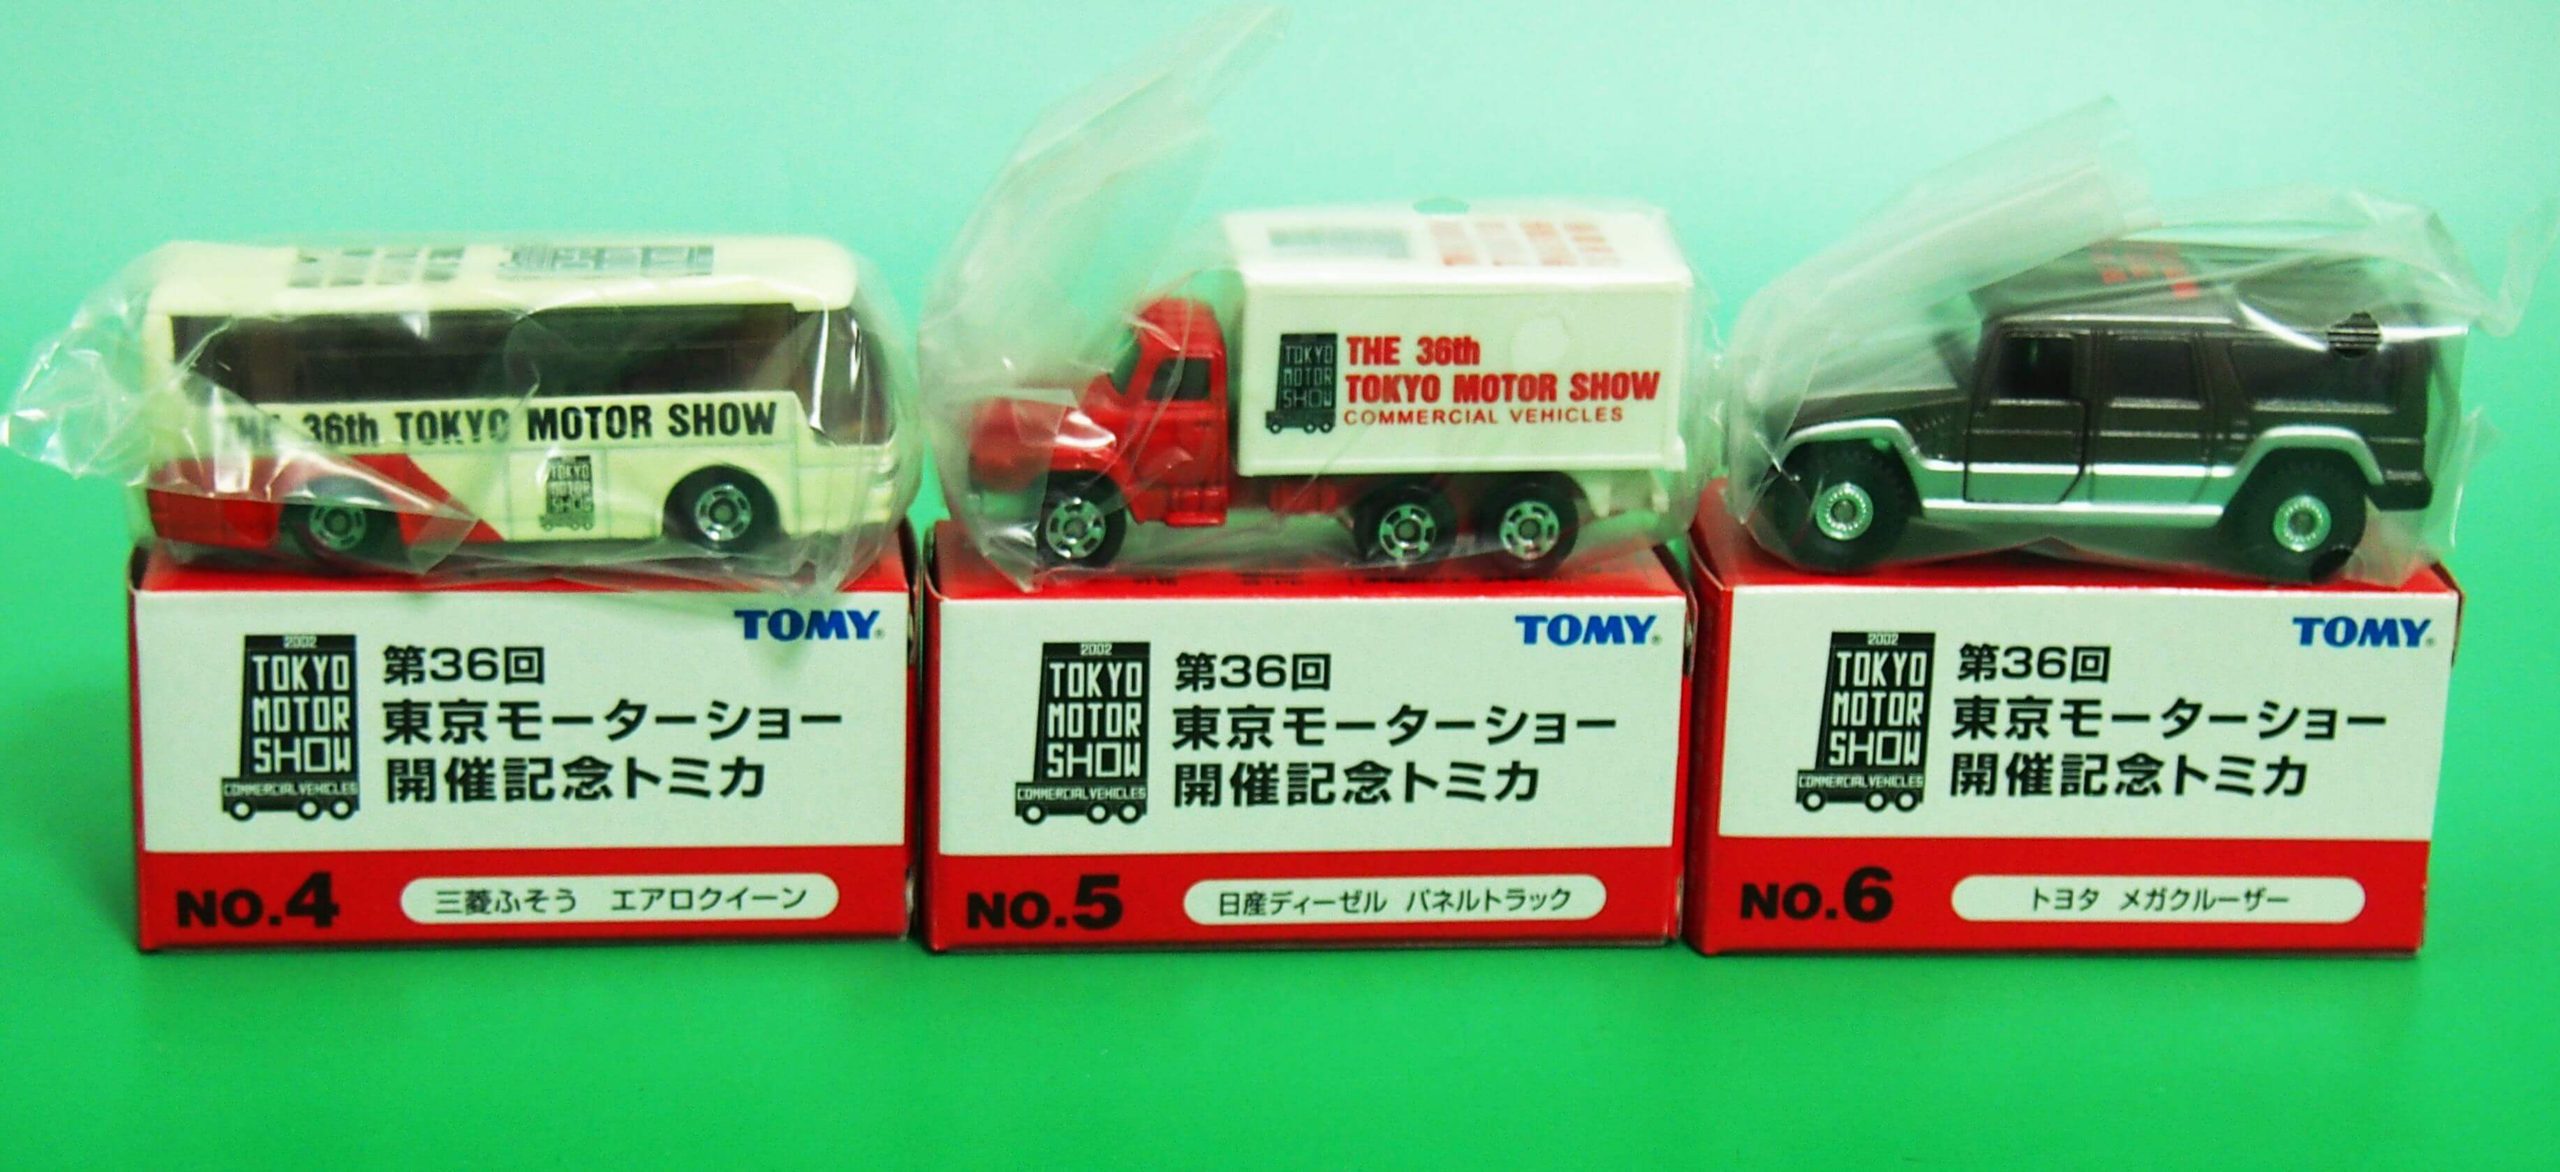 THE 36th TOKYO MOTOR SHOW
TOKYO
MOTOR
SHOW
TOKYO
MOTOR
SHOW
THE 36th
TOKYO MOTOR SHOW
COMMERCIAL VEHICLES
TOMY
2002
TOKYO
MOTOR
SHOW
COMMERCIAL VEHICLES
第36回
東京モーターショー
開催記念トミカ
NO.4
三菱ふそう エアロクイーン
TOMY
2002
TOKYO
MOTOR
SHOW
COMMERCIAL VEHICLES
第36回
東京モーターショー
開催記念トミカ
NO.5
日産ディーゼル パネルトラック
TOMY
2002
TOKYO
MOTOR
SHOW
COMMERCIAL VEHICLES
第36回
東京モーターショー
開催記念トミカ
NO.6
トヨタ メガクルーザー